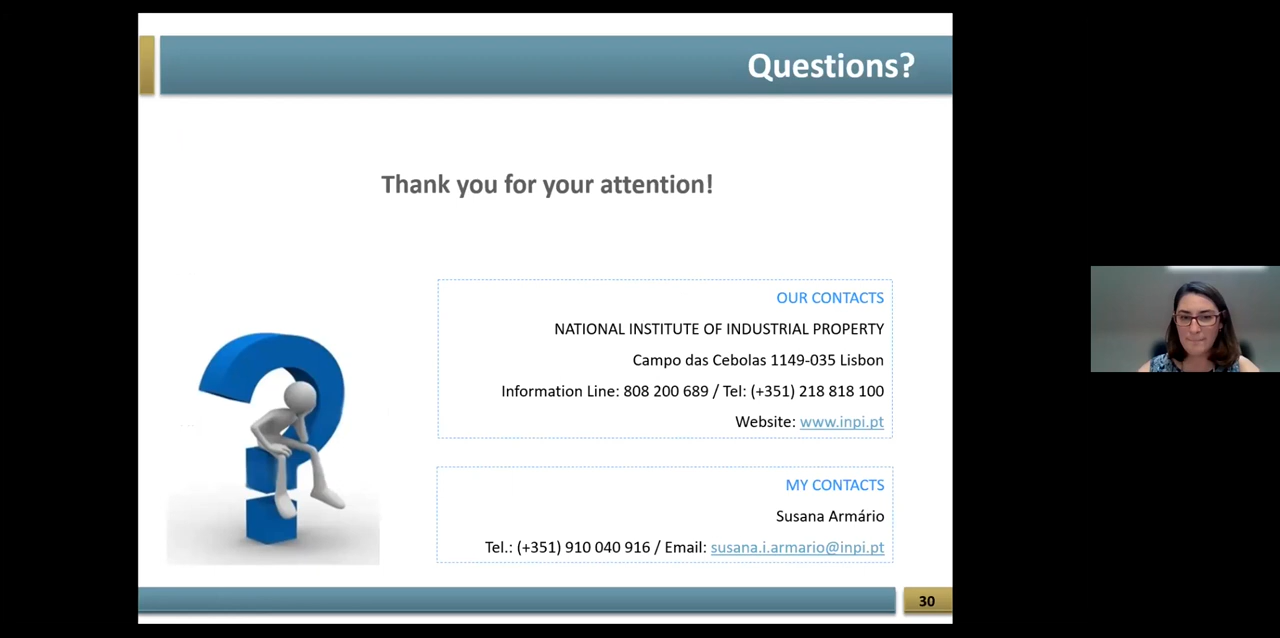 Questions?
Thank you for your attention!
OUR CONTACTS
NATIONAL INSTITUTE OF INDUSTRIAL PROPERTY
Campo das Cebolas 1149-035 Lisbon
Information Line: 808 200 689 / Tel: (+351) 218 818 100
Website: www.inpi.pt
MY CONTACTS
Susana Armário
Tel.: (+351) 910 040 916 / Email: susana.i.armario@inpi.pt
30